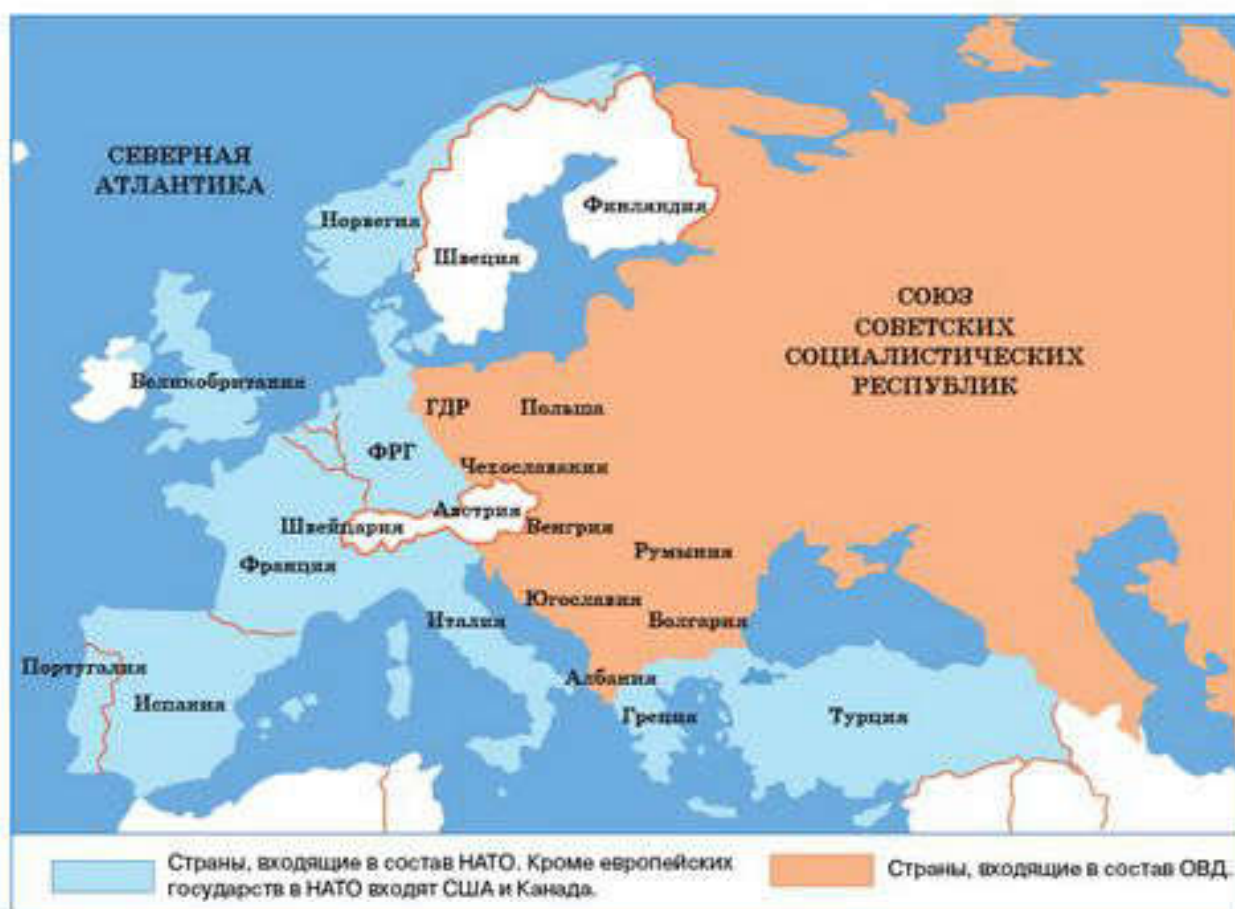 СЕВЕРНАЯ
АТЛАНТИКА
Норвегия
Финляндия
Швеция
СОЮЗ
СОВЕТСКИХ
СОЦИАЛИСТИЧЕСКИХ
РЕСПУБЛИК
Великобритания
ГДР
Польша
ФРГ
Чехославакия
Австрия
Швейцария
Венгрия
Румыния
Франция
Югославия
Италия
Волгария
Португалия
Албания
Испания
Греция
Турция
Страны, входящие в состав НАТО. Кроме европейских
государств в НАТО входят США и Канада.
Страны, входящие в состав ОВД.